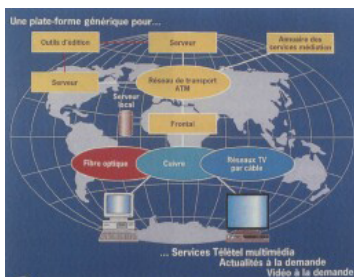 Une plate-forme générique pour...
Outils d'édition
Serveur
Annuaire des
services médiation
Serveur
Réseau de transport
ATM
Serveur
local
Frontal
Fibre optique
Cuivre
Réseaux TV
par câble
... Services Télétel multimédia
Actualités à la demande
Vidéo à la demande